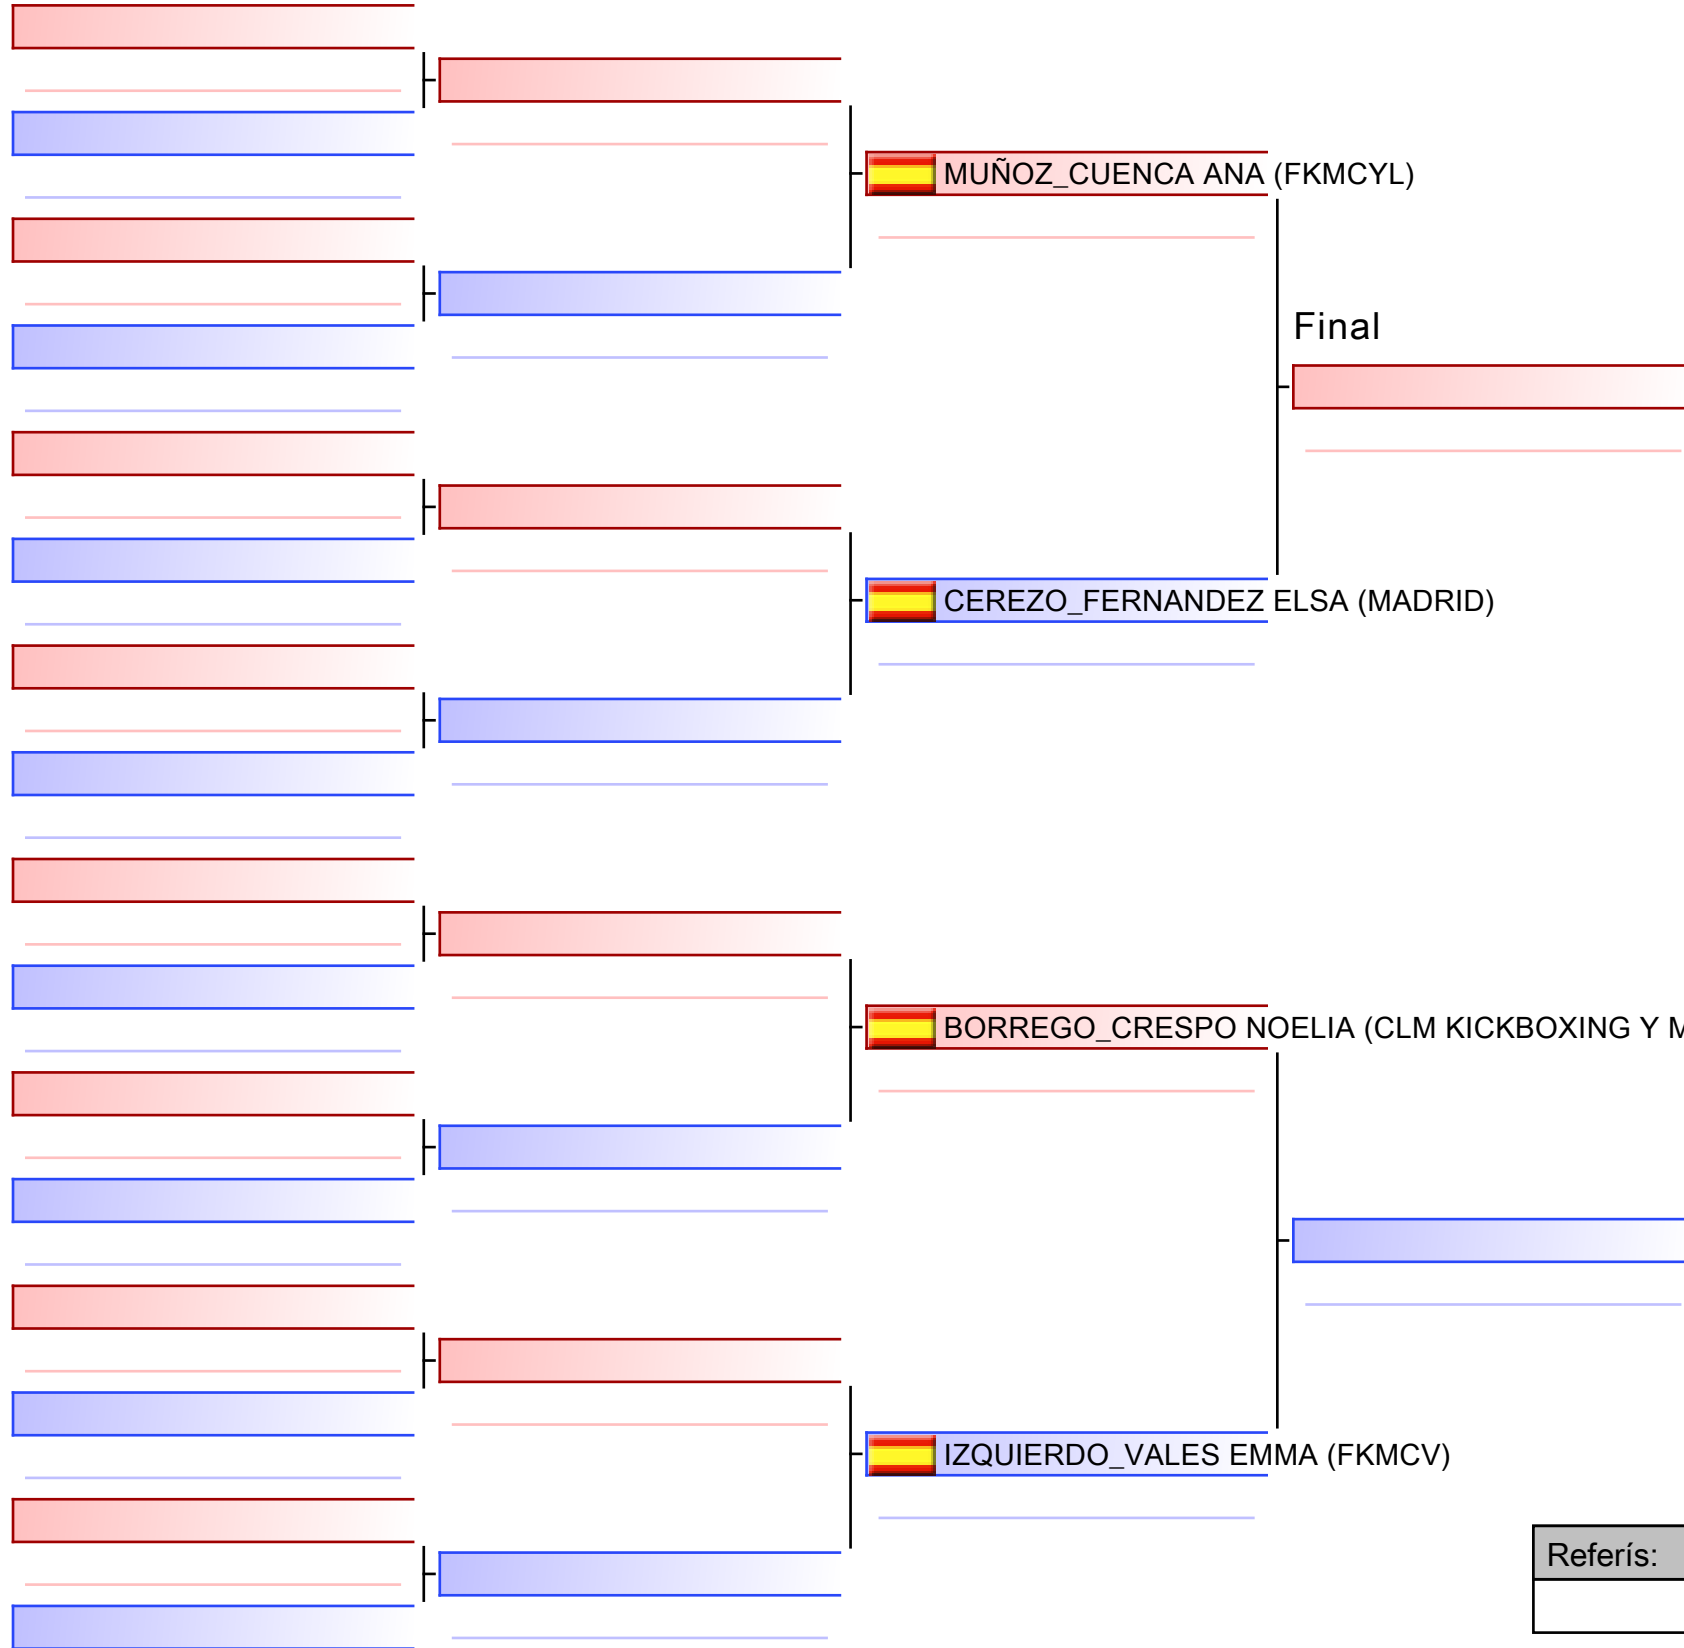 MUÑOZ_CUENCA ANA (FKMCYL)
Final
CEREZO_FERNANDEZ ELSA (MADRID)
BORREGO_CRESPO NOELIA (CLM KICKBOXING Y
IZQUIERDO_VALES EMMA (FKMCV)
Referís: